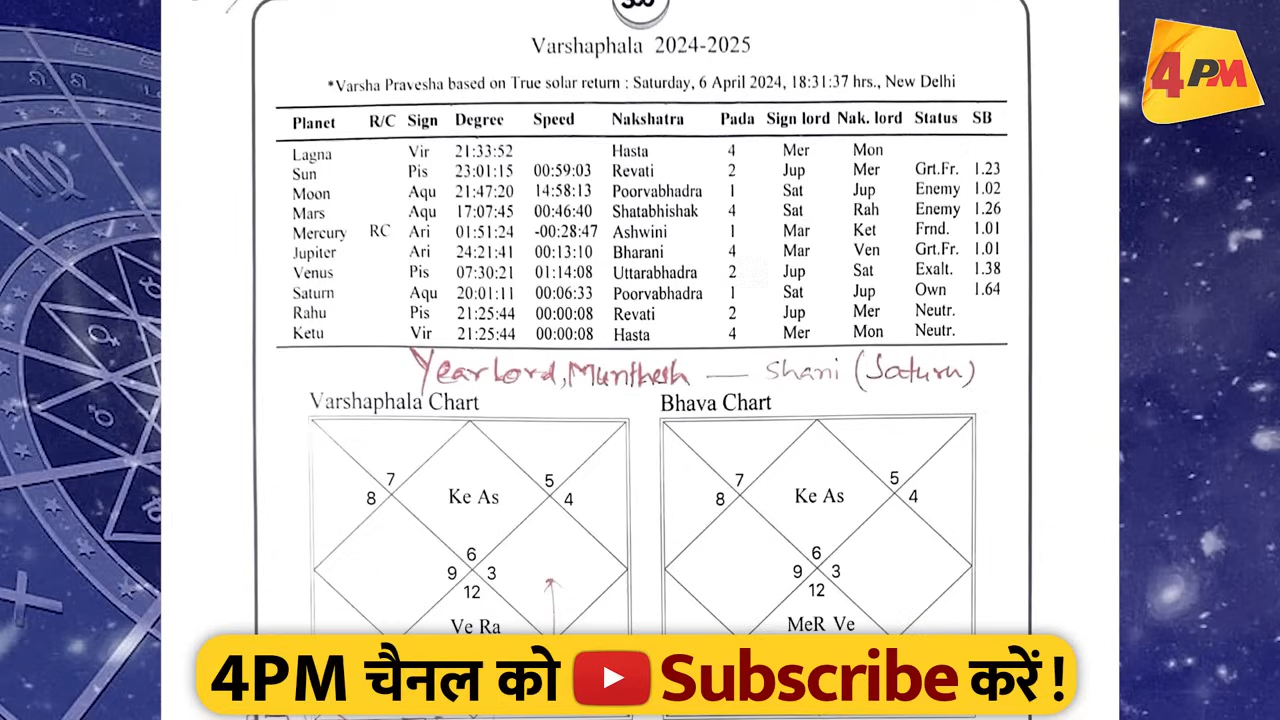 4PM
Varshaphala 2024-2025
*Varsha Pravesha based on True solar return : Saturday, 6 April 2024, 18:31:37 hrs., New Delhi
Planet R/C Sign Degree Speed Nakshatra Pada Sign lord Nak. lord Status SB
Lagna Vir 21:33:52 Hasta 4 Mer Mon
Sun Pis 23:01:15 00:59:03 Revati 2 Jup Mer Grt.Fr. 1.23
Moon Aqu 21:47:20 14:58:13 Poorvabhadra 1 Sat Jup Enemy 1.02
Mars Aqu 17:07:45 00:46:40 Shatabhishak 4 Sat Rah Enemy 1.26
Mercury RC Ari 01:51:24 -00:28:47 Ashwini 1 Mar Ket Frnd. 1.01
Jupiter Ari 24:21:41 00:13:10 Bharani 4 Mar Ven Grt.Fr. 1.01
Venus Pis 07:30:21 01:14:08 Uttarabhadra 2 Jup Sat Exalt. 1.38
Saturn Aqu 20:01:11 00:06:33 Poorvabhadra 1 Sat Jup Own 1.64
Rahu Pis 21:25:44 00:00:08 Revati 2 Jup Mer Neutr.
Ketu Vir 21:25:44 00:00:08 Hasta 4 Mer Mon Neutr.
Year Lord, Munthesh — Shani (Saturn)
Varshaphala Chart Bhava Chart
7 5 7 5
8 Ke As 4 8 Ke As 4
6 6
9 3 9 3
12 12
Ve Ra MeR Ve
4PM चैनल को Subscribe करें!